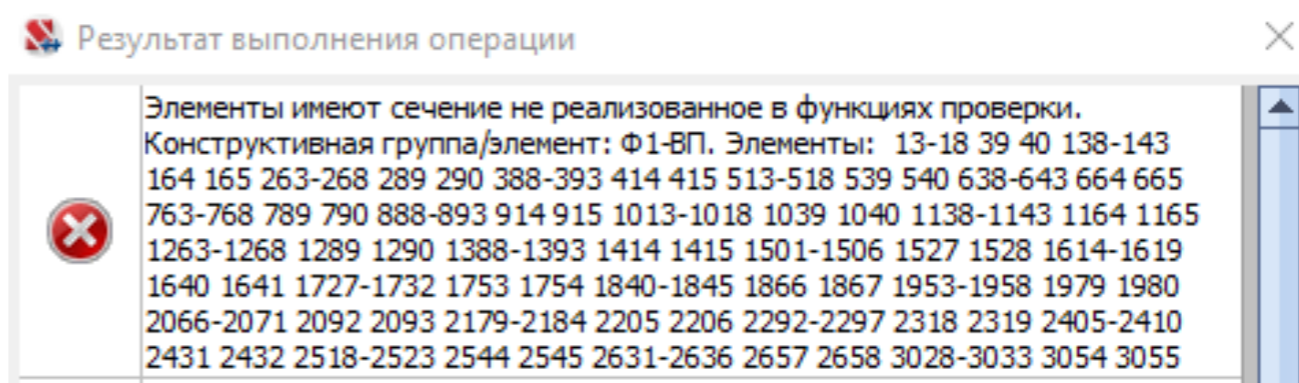 Результат выполнения операции
Элементы имеют сечение не реализованное в функциях проверки.
Конструктивная группа/элемент: Ф1-ВП. Элементы: 13-18 39 40 138-143
164 165 263-268 289 290 388-393 414 415 513-518 539 540 638-643 664 665
763-768 789 790 888-893 914 915 1013-1018 1039 1040 1138-1143 1164 1165
1263-1268 1289 1290 1388-1393 1414 1415 1501-1506 1527 1528 1614-1619
1640 1641 1727-1732 1753 1754 1840-1845 1866 1867 1953-1958 1979 1980
2066-2071 2092 2093 2179-2184 2205 2206 2292-2297 2318 2319 2405-2410
2431 2432 2518-2523 2544 2545 2631-2636 2657 2658 3028-3033 3054 3055